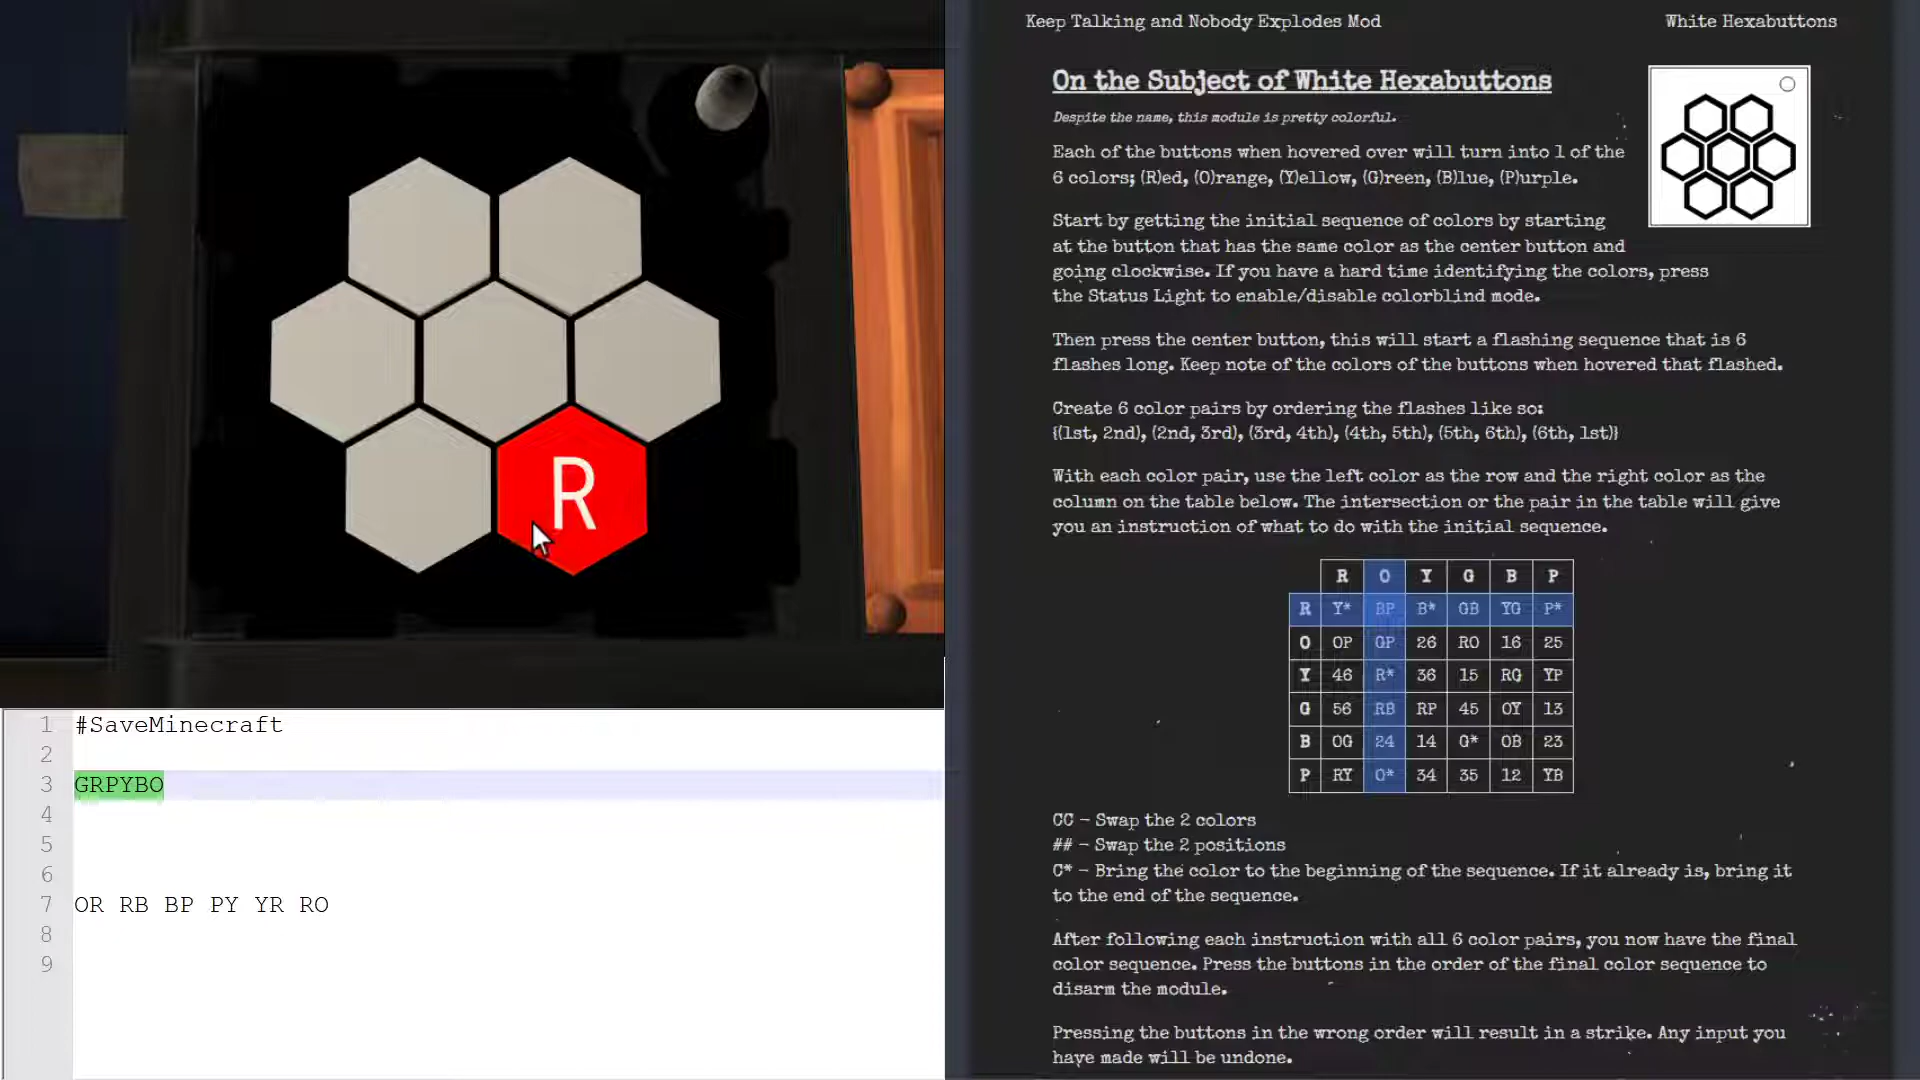 R
#SaveMinecraft
GRPYBO
OR RB BP PY YR RO
1
2
3
4
5
6
7
8
9
Keep Talking and Nobody Explodes Mod
White Hexabuttons
On the Subject of White Hexabuttons
Despite the name, this module is pretty colorful.
Each of the buttons when hovered over will turn into 1 of the
6 colors; (R)ed, (O)range, (Y)ellow, (G)reen, (B)lue, (P)urple.
Start by getting the initial sequence of colors by starting
at the button that has the same color as the center button and
going clockwise. If you have a hard time identifying the colors, press
the Status Light to enable/disable colorblind mode.
Then press the center button, this will start a flashing sequence that is 6
flashes long. Keep note of the colors of the buttons when hovered that flashed.
Create 6 color pairs by ordering the flashes like so:
{(1st, 2nd), (2nd, 3rd), (3rd, 4th), (4th, 5th), (5th, 6th), (6th, 1st)}
With each color pair, use the left color as the row and the right color as the
column on the table below. The intersection or the pair in the table will give
you an instruction of what to do with the initial sequence.
R O Y G B P
R Y* BP B* GB YG P*
O OP GP 26 RO 16 25
Y 46 R* 36 15 RG YP
G 56 RB RP 45 OY 13
B OG 24 14 G* OB 23
P RY O* 34 35 12 YB
CC - Swap the 2 colors
## - Swap the 2 positions
C* - Bring the color to the beginning of the sequence. If it already is, bring it
to the end of the sequence.
After following each instruction with all 6 color pairs, you now have the final
color sequence. Press the buttons in the order of the final color sequence to
disarm the module.
Pressing the buttons in the wrong order will result in a strike. Any input you
have made will be undone.